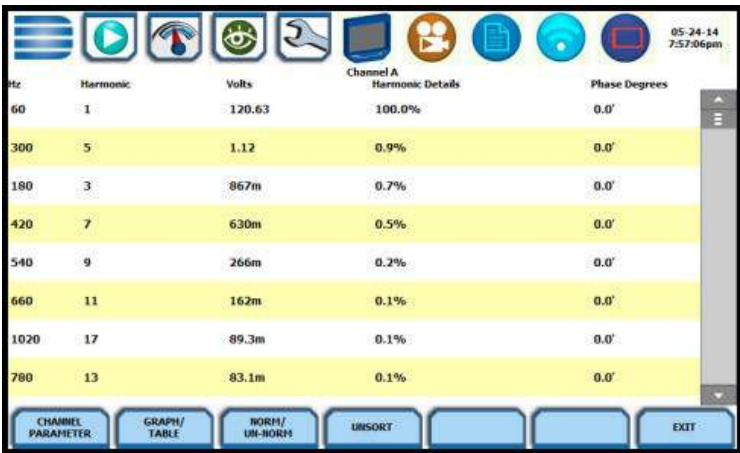 05-24-14
7:57:06pm
Channel A
Hz Harmonic Volts Harmonic Details Phase Degrees
60 1 120.63 100.0% 0.0'
300 5 1.12 0.9% 0.0'
180 3 867m 0.7% 0.0'
420 7 630m 0.5% 0.0'
540 9 266m 0.2% 0.0'
660 11 162m 0.1% 0.0'
1020 17 89.3m 0.1% 0.0'
780 13 83.1m 0.1% 0.0'
CHANNEL PARAMETER
GRAPH/ TABLE
NORM/ UN-NORM
UNSORT
EXIT